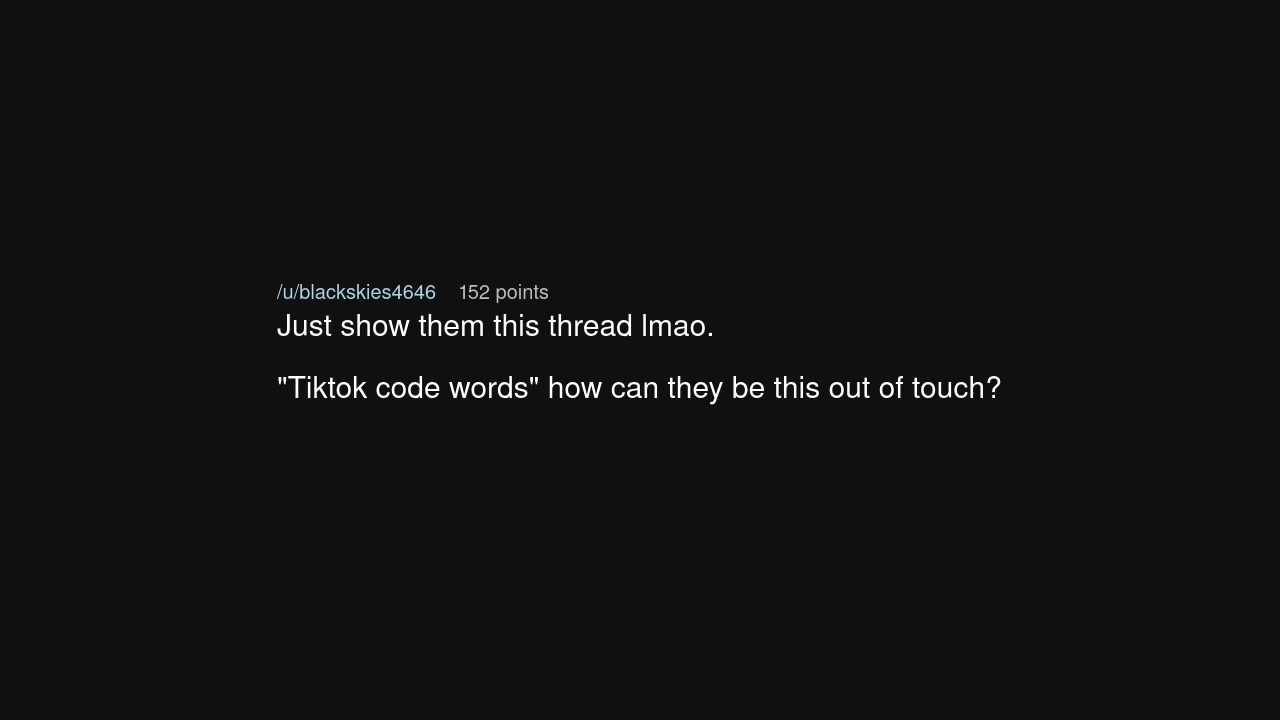 /u/blackskies4646 152 points
Just show them this thread lmao.
"Tiktok code words" how can they be this out of touch?